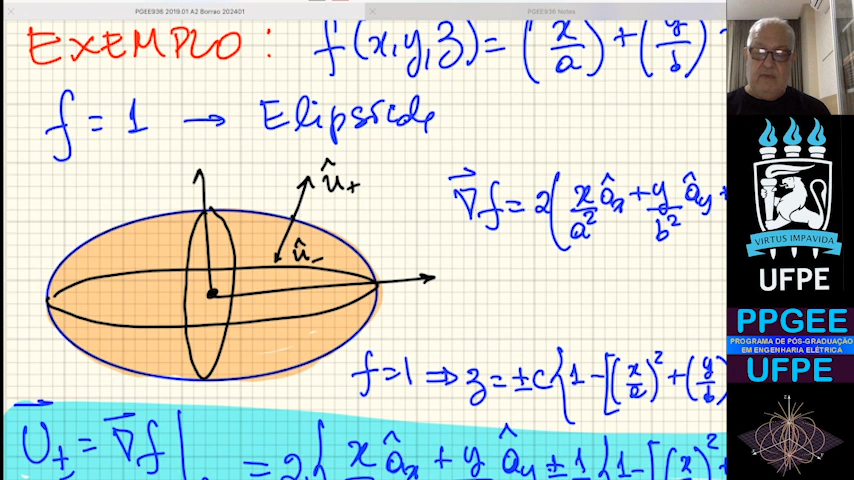 PGEE936 2019.01 A2 Borrao 202401
PGEE936 Notes
EXEMPLO: f(x,y,z)=(x/a)+(y/b)+
f=1 → Elipsóide
û+
û-
∇f=2(x/a² âx+y/b² ây+
f=1 ⇒ z=±c{1-[(x/a)²+(y/b)
U±=∇f| =2{x âx+y ây±1{1-[(x)²+
VIRTUS IMPAVIDA
UFPE
PPGEE
PROGRAMA DE PÓS-GRADUAÇÃO
EM ENGENHARIA ELÉTRICA
UFPE